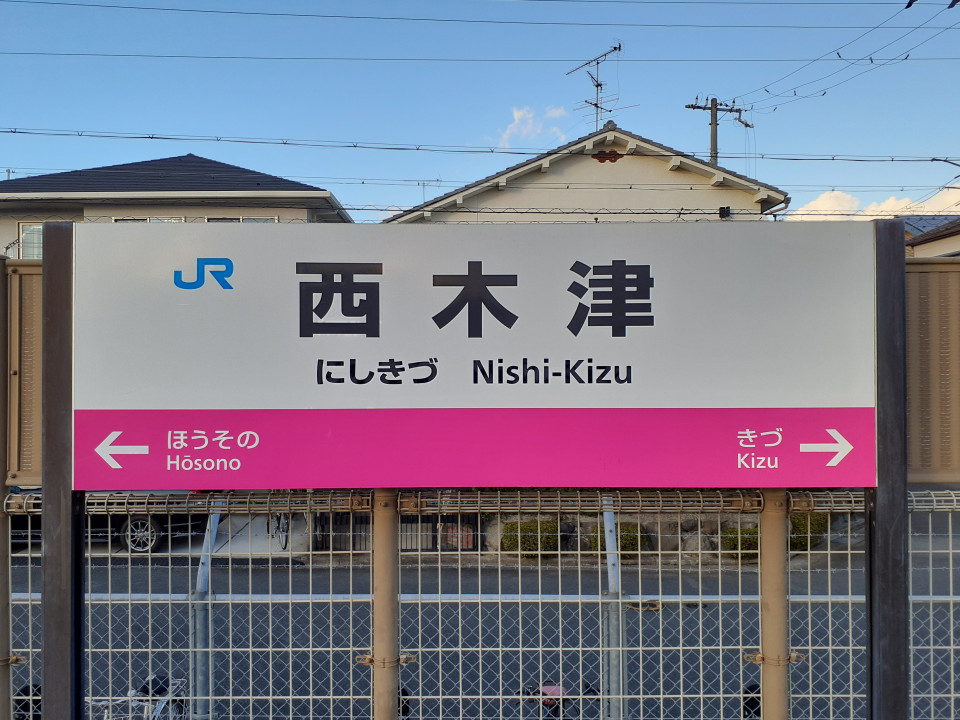 JR 西木津
にしきづ Nishi-Kizu
← ほうその
Hōsono
きづ →
Kizu